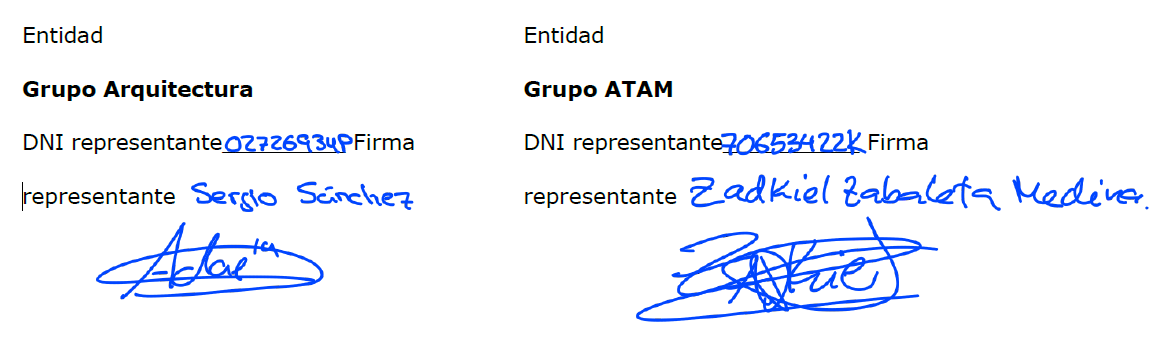 Entidad
Grupo Arquitectura
DNI representante 02726934P Firma
representante Sergio Sánchez
Entidad
Grupo ATAM
DNI representante 70653422K Firma
representante Zadkiel Zabaleta Medina.